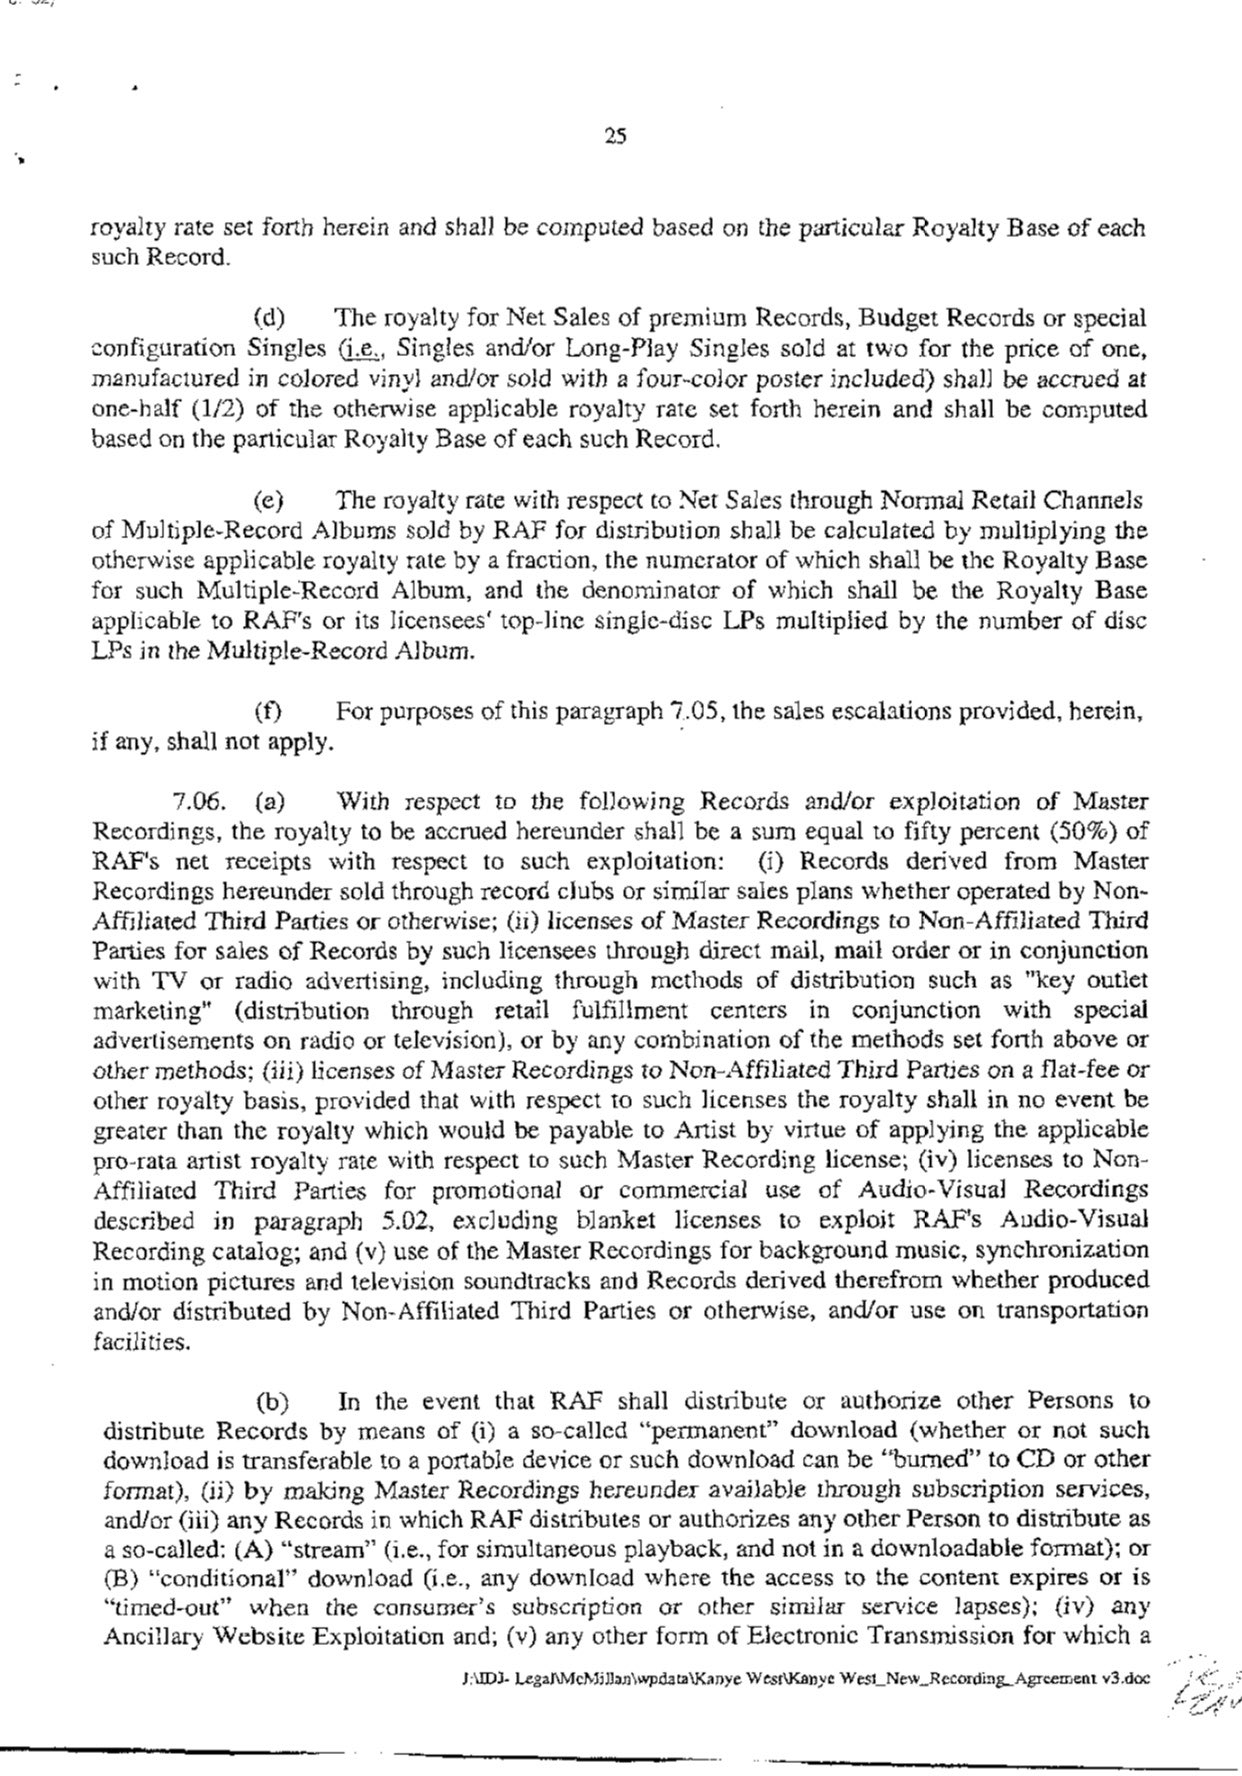 25
royalty rate set forth herein and shall be computed based on the particular Royalty Base of each
such Record.
(d) The royalty for Net Sales of premium Records, Budget Records or special
configuration Singles (i.e., Singles and/or Long-Play Singles sold at two for the price of one,
manufactured in colored vinyl and/or sold with a four-color poster included) shall be accrued at
one-half (1/2) of the otherwise applicable royalty rate set forth herein and shall be computed
based on the particular Royalty Base of each such Record.
(e) The royalty rate with respect to Net Sales through Normal Retail Channels
of Multiple-Record Albums sold by RAF for distribution shall be calculated by multiplying the
otherwise applicable royalty rate by a fraction, the numerator of which shall be the Royalty Base
for such Multiple-Record Album, and the denominator of which shall be the Royalty Base
applicable to RAF's or its licensees' top-line single-disc LPs multiplied by the number of disc
LPs in the Multiple-Record Album.
(f) For purposes of this paragraph 7.05, the sales escalations provided, herein,
if any, shall not apply.
7.06. (a) With respect to the following Records and/or exploitation of Master
Recordings, the royalty to be accrued hereunder shall be a sum equal to fifty percent (50%) of
RAF's net receipts with respect to such exploitation: (i) Records derived from Master
Recordings hereunder sold through record clubs or similar sales plans whether operated by Non-
Affiliated Third Parties or otherwise; (ii) licenses of Master Recordings to Non-Affiliated Third
Parties for sales of Records by such licensees through direct mail, mail order or in conjunction
with TV or radio advertising, including through methods of distribution such as "key outlet
marketing" (distribution through retail fulfillment centers in conjunction with special
advertisements on radio or television), or by any combination of the methods set forth above or
other methods; (iii) licenses of Master Recordings to Non-Affiliated Third Parties on a flat-fee or
other royalty basis, provided that with respect to such licenses the royalty shall in no event be
greater than the royalty which would be payable to Artist by virtue of applying the applicable
pro-rata artist royalty rate with respect to such Master Recording license; (iv) licenses to Non-
Affiliated Third Parties for promotional or commercial use of Audio-Visual Recordings
described in paragraph 5.02, excluding blanket licenses to exploit RAF's Audio-Visual
Recording catalog; and (v) use of the Master Recordings for background music, synchronization
in motion pictures and television soundtracks and Records derived therefrom whether produced
and/or distributed by Non-Affiliated Third Parties or otherwise, and/or use on transportation
facilities.
(b) In the event that RAF shall distribute or authorize other Persons to
distribute Records by means of (i) a so-called “permanent” download (whether or not such
download is transferable to a portable device or such download can be “burned” to CD or other
format), (ii) by making Master Recordings hereunder available through subscription services,
and/or (iii) any Records in which RAF distributes or authorizes any other Person to distribute as
a so-called: (A) “stream” (i.e., for simultaneous playback, and not in a downloadable format); or
(B) “conditional” download (i.e., any download where the access to the content expires or is
“timed-out” when the consumer's subscription or other similar service lapses); (iv) any
Ancillary Website Exploitation and; (v) any other form of Electronic Transmission for which a
J:\IDJ- Legal\McMillan\wpdata\Kanye West\Kanye West_New_Recording_Agreement v3.doc